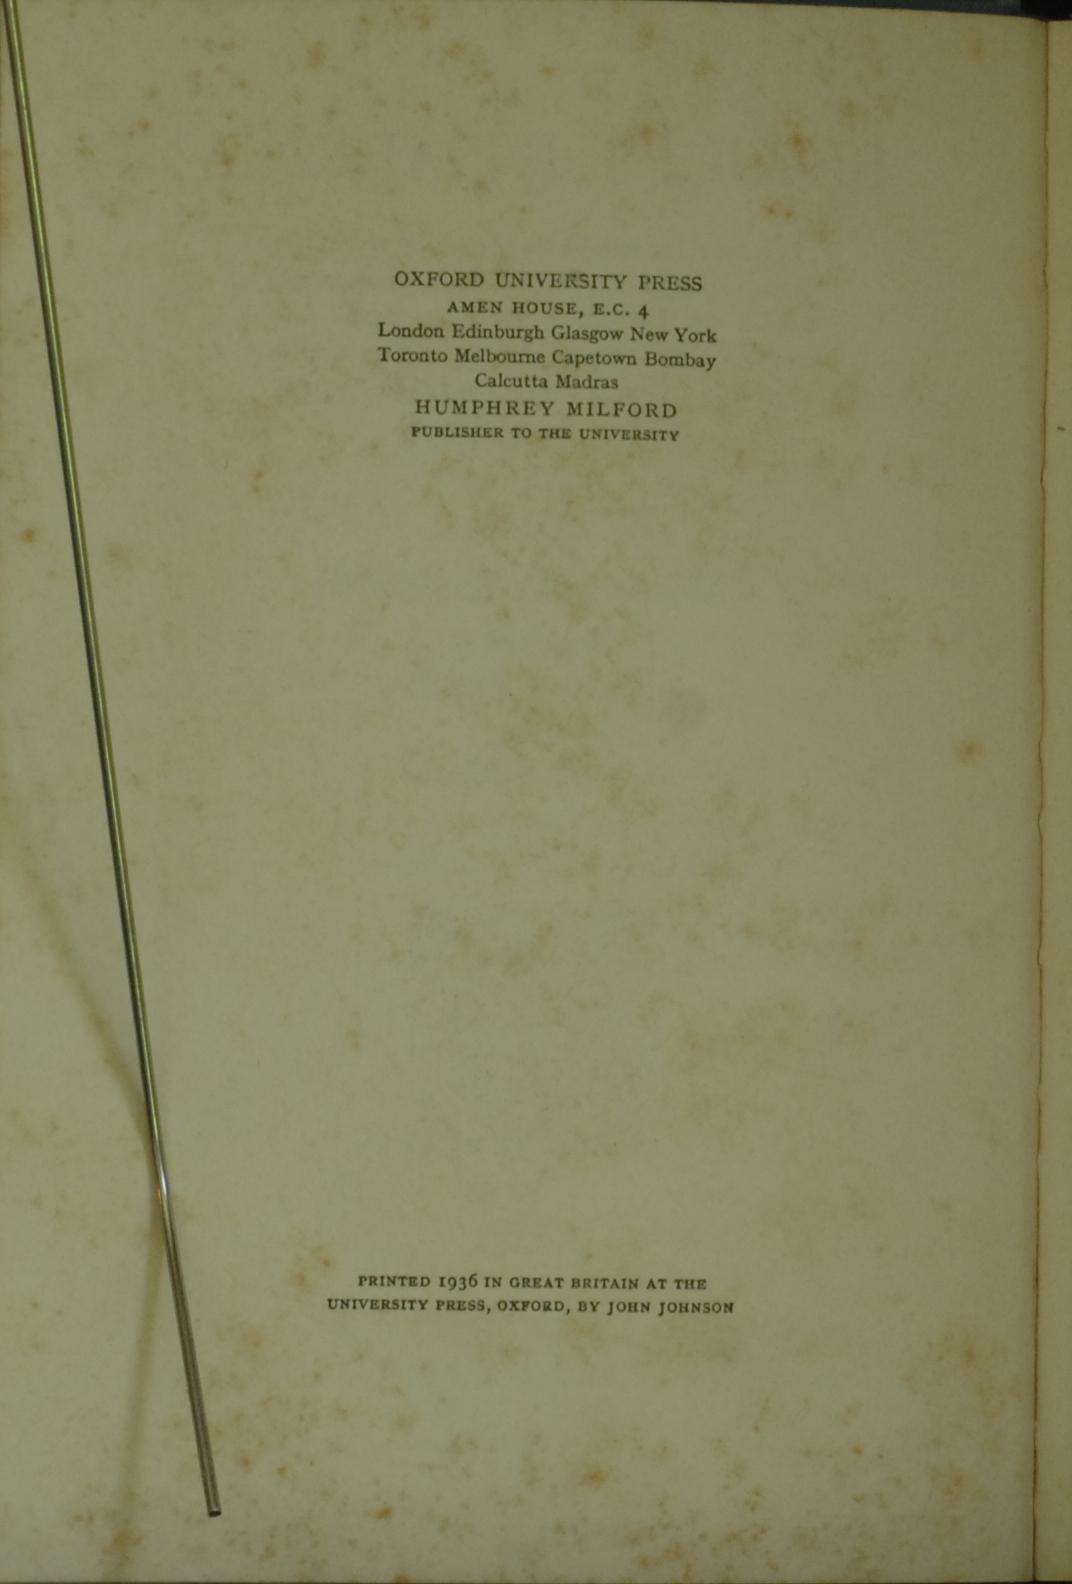 OXFORD UNIVERSITY PRESS
AMEN HOUSE, E.C. 4
London Edinburgh Glasgow New York
Toronto Melbourne Capetown Bombay
Calcutta Madras
HUMPHREY MILFORD
PUBLISHER TO THE UNIVERSITY
PRINTED 1936 IN GREAT BRITAIN AT THE
UNIVERSITY PRESS, OXFORD, BY JOHN JOHNSON